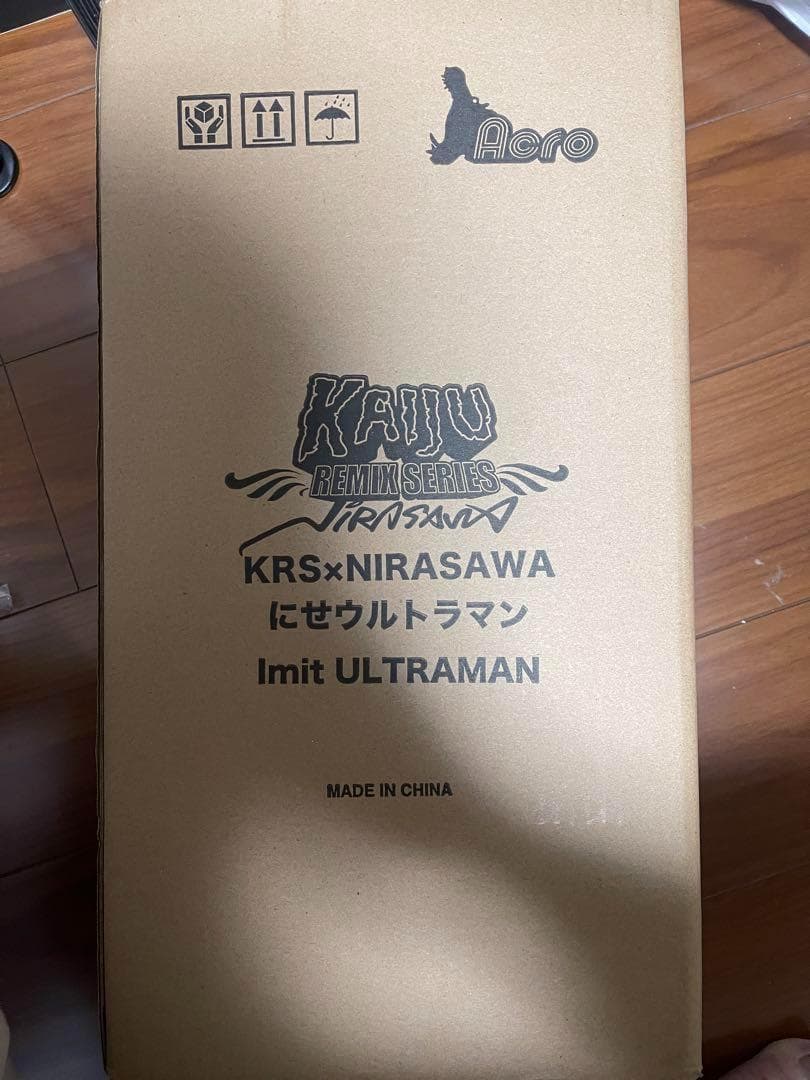 Acro
KAIJU
REMIX SERIES
NIRASAWA
KRS×NIRASAWA
にせウルトラマン
Imit ULTRAMAN
MADE IN CHINA